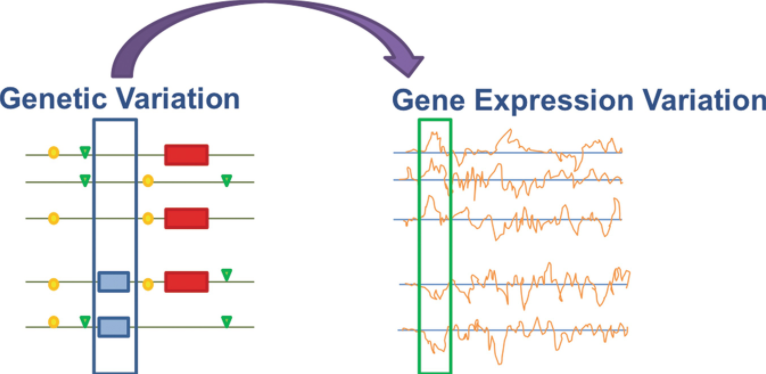 Genetic Variation
Gene Expression Variation